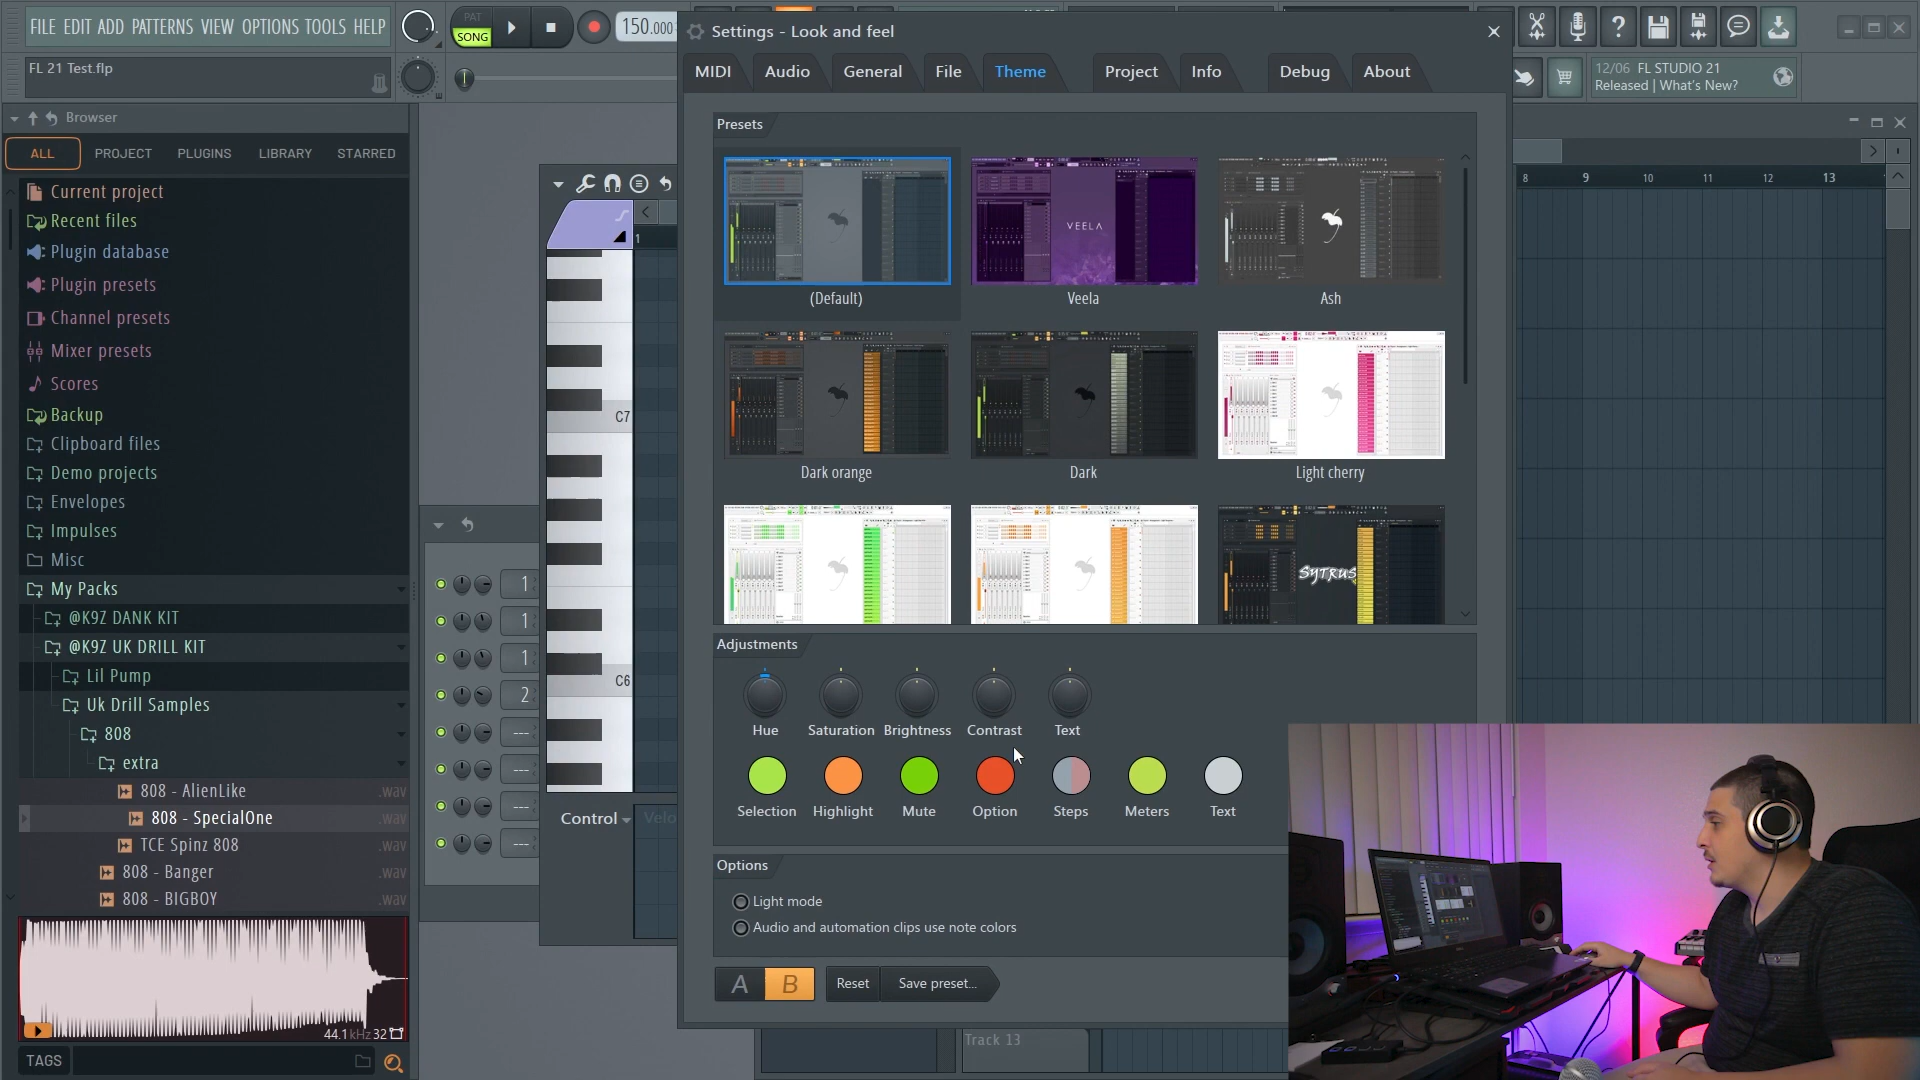 FILE EDIT ADD PATTERNS VIEW OPTIONS TOOLS HELP
PAT
SONG
150.000
FL 21 Test.flp
12/06 FL STUDIO 21
Released | What's New?
Browser
ALL
PROJECT
PLUGINS
LIBRARY
STARRED
Current project
Recent files
Plugin database
Plugin presets
Channel presets
Mixer presets
Scores
Backup
Clipboard files
Demo projects
Envelopes
Impulses
Misc
My Packs
@K9Z DANK KIT
@K9Z UK DRILL KIT
Lil Pump
Uk Drill Samples
808
extra
808 - AlienLike .wav
808 - SpecialOne .wav
TCE Spinz 808 .wav
808 - Banger .wav
808 - BIGBOY .wav
44.1kHz 32
TAGS
1
1
1
2
---
---
---
---
1
C7
C6
Control
Velo
Settings - Look and feel
MIDI
Audio
General
File
Theme
Project
Info
Debug
About
Presets
VEELA
(Default)
Veela
Ash
Dark orange
Dark
Light cherry
SYTRUS
Adjustments
Hue
Saturation
Brightness
Contrast
Text
Selection
Highlight
Mute
Option
Steps
Meters
Text
Options
Light mode
Audio and automation clips use note colors
A
B
Reset
Save preset...
Track 13
8 9 10 11 12 13